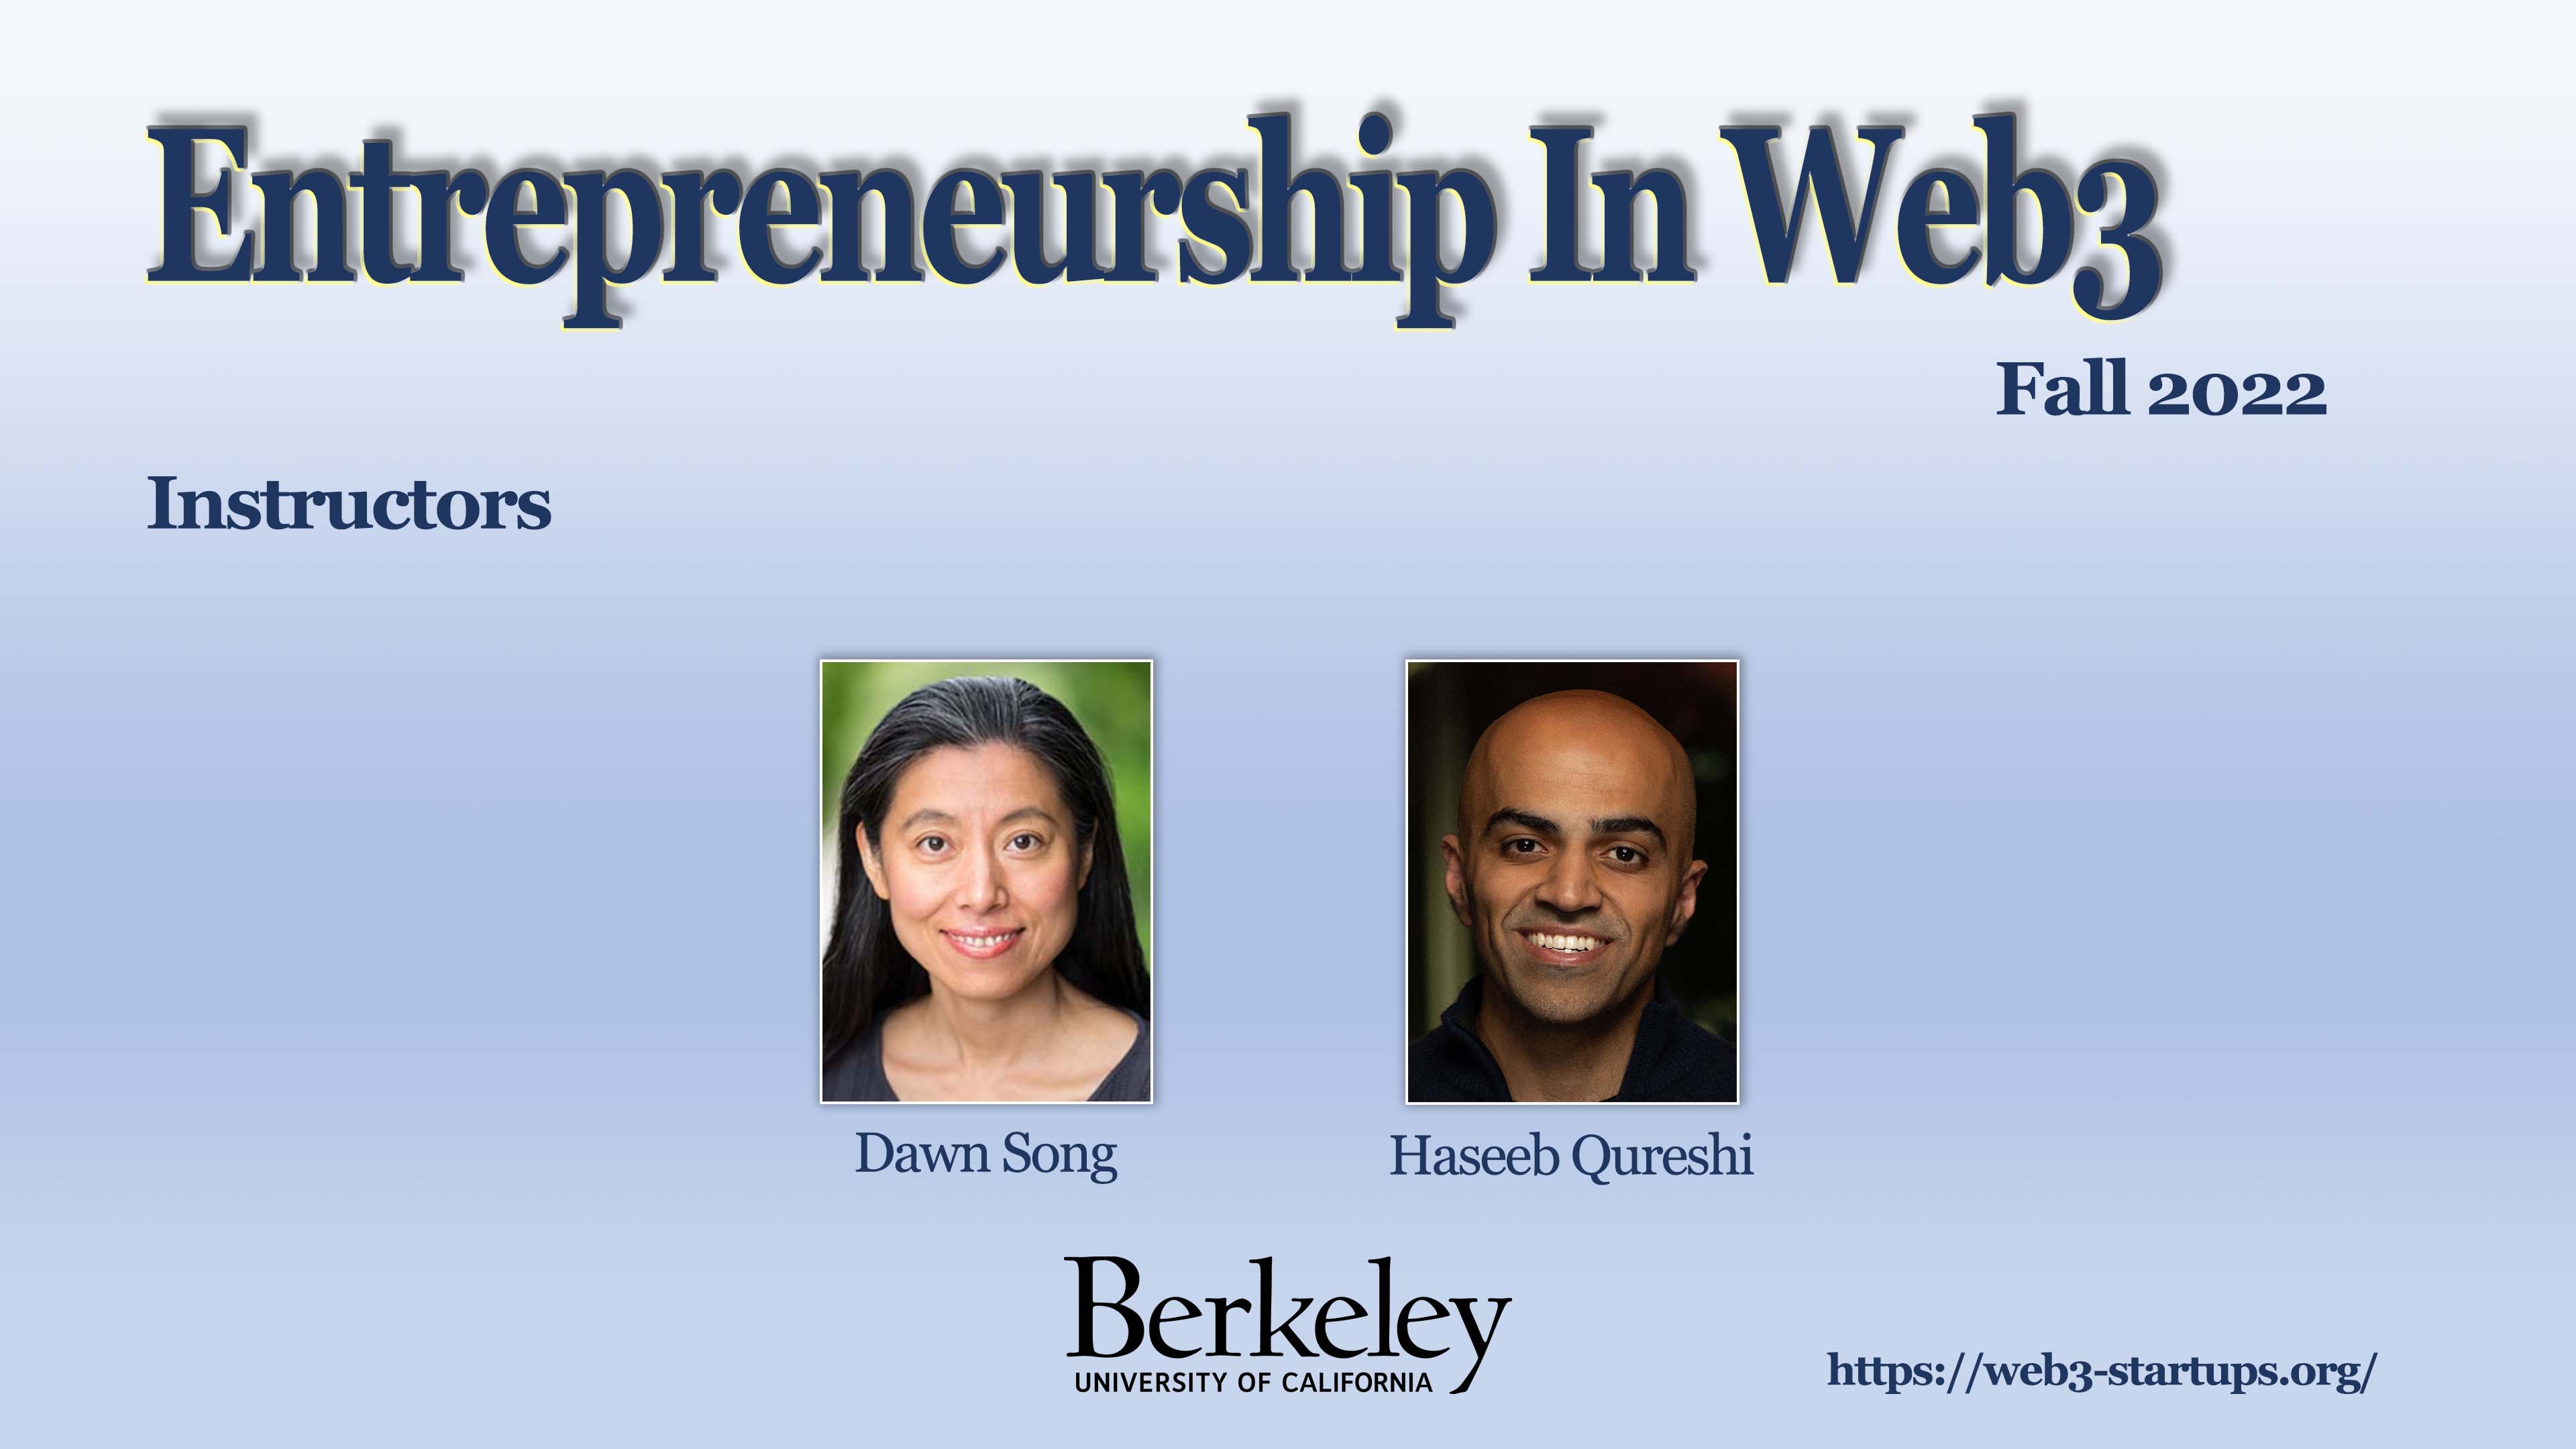 Entrepreneurship In Web3
Fall 2022
Instructors
Dawn Song
Haseeb Qureshi
Berkeley
UNIVERSITY OF CALIFORNIA
https://web3-startups.org/